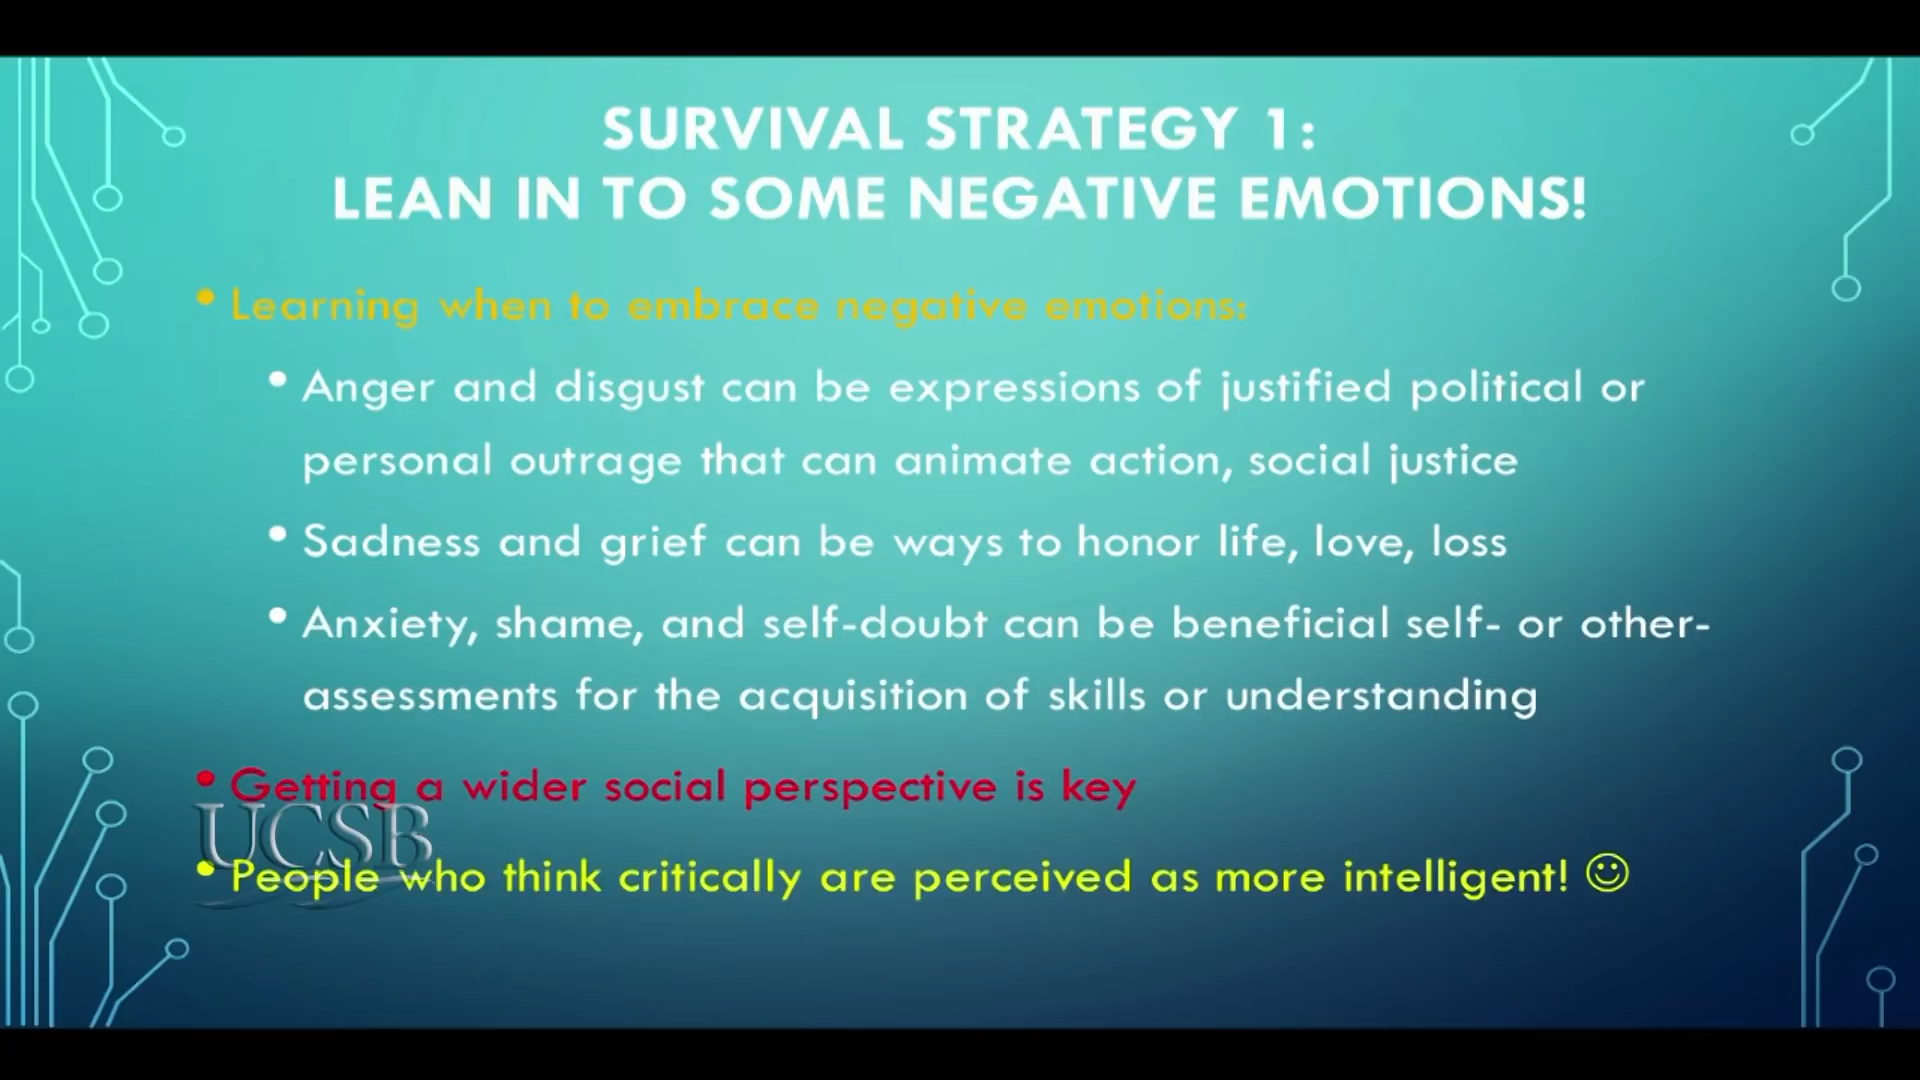 SURVIVAL STRATEGY 1:
LEAN IN TO SOME NEGATIVE EMOTIONS!
• Learning when to embrace negative emotions:
• Anger and disgust can be expressions of justified political or
personal outrage that can animate action, social justice
• Sadness and grief can be ways to honor life, love, loss
• Anxiety, shame, and self-doubt can be beneficial self- or other-
assessments for the acquisition of skills or understanding
• Getting a wider social perspective is key
UCSB
• People who think critically are perceived as more intelligent! ☺